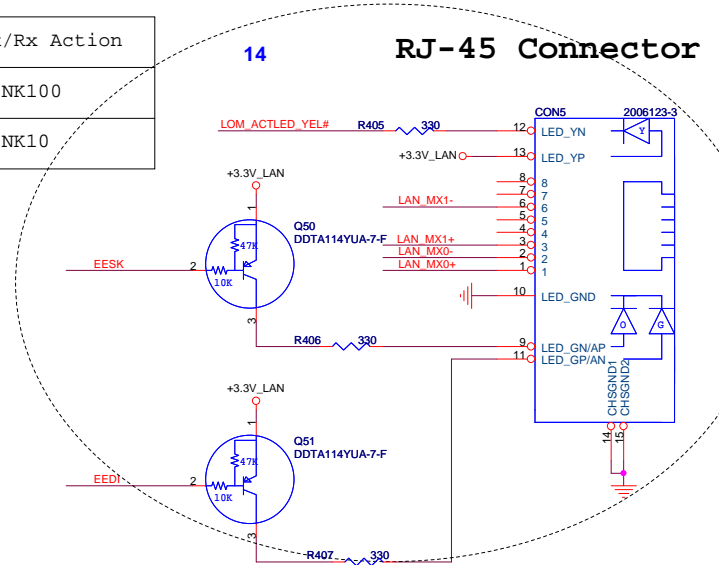 /Rx Action
NK100
NK10
14
RJ-45 Connector
CON5
2006123-3
LOM_ACTLED_YEL#
R405
330
12
LED_YN
Y
+3.3V_LAN
13
LED_YP
8
8
7
7
LAN_MX1-
6
6
5
5
4
4
LAN_MX1+
3
3
LAN_MX0-
2
2
LAN_MX0+
1
1
10
LED_GND
O
G
9
LED_GN/AP
11
LED_GP/AN
CHSGND1
CHSGND2
14
15
+3.3V_LAN
1
Q50
DDTA114YUA-7-F
47K
EESK
2
10K
3
R406
330
+3.3V_LAN
1
Q51
DDTA114YUA-7-F
47K
EEDI
2
10K
3
R407
330